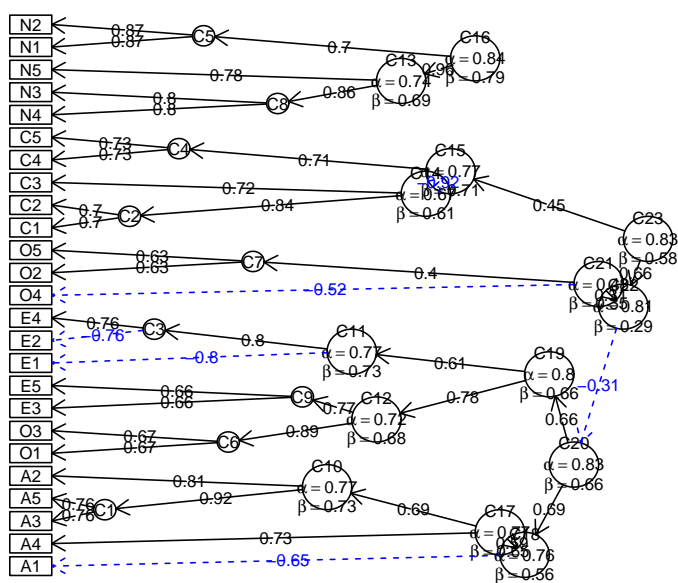 N2
N1
N5
N3
N4
C5
C4
C3
C2
C1
O5
O2
O4
E4
E2
E1
E5
E3
O3
O1
A2
A5
A3
A4
A1
0.87
0.87
C5
0.7
C16
α = 0.84
β = 0.79
0.78
C13
α = 0.74
β = 0.69
0.8
0.8
C8
0.86
0.73
0.73
C4
0.71
C15
α = 0.77
0.72
0.7
0.7
C2
0.84
β = 0.61
0.45
C23
α = 0.83
β = 0.58
0.63
0.63
C7
0.4
C21
−0.52
0.66
β = 0.29
0.76
−0.76
C3
0.8
−0.8
C11
α = 0.77
β = 0.73
0.61
C19
α = 0.8
β = 0.66
−0.31
0.66
0.66
C9
0.77
C12
α = 0.72
β = 0.68
0.78
0.67
0.67
C6
0.89
0.66
C20
α = 0.83
β = 0.66
0.81
C10
α = 0.77
β = 0.73
0.76
0.76
C1
0.92
0.69
0.69
C17
0.73
−0.65
α = 0.76
β = 0.56